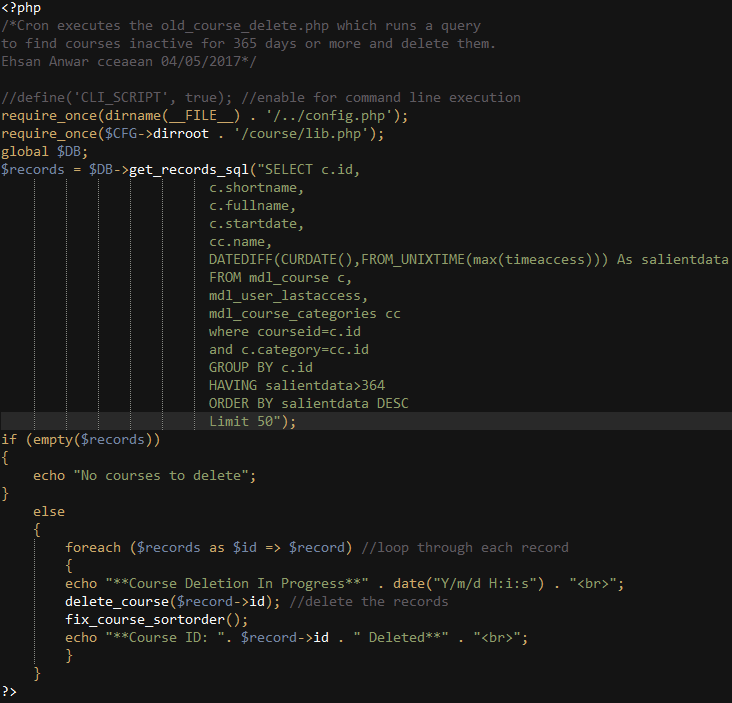 <?php
/*Cron executes the old_course_delete.php which runs a query
to find courses inactive for 365 days or more and delete them.
Ehsan Anwar cceaean 04/05/2017*/
//define('CLI_SCRIPT', true); //enable for command line execution
require_once(dirname(__FILE__) . '/../config.php');
require_once($CFG->dirroot . '/course/lib.php');
global $DB;
$records = $DB->get_records_sql("SELECT c.id,
c.shortname,
c.fullname,
c.startdate,
cc.name,
DATEDIFF(CURDATE(),FROM_UNIXTIME(max(timeaccess))) As salientdata
FROM mdl_course c,
mdl_user_lastaccess,
mdl_course_categories cc
where courseid=c.id
and c.category=cc.id
GROUP BY c.id
HAVING salientdata>364
ORDER BY salientdata DESC
Limit 50");
if (empty($records))
{
echo "No courses to delete";
}
else
{
foreach ($records as $id => $record) //loop through each record
{
echo "**Course Deletion In Progress**" . date("Y/m/d H:i:s") . "<br>";
delete_course($record->id); //delete the records
fix_course_sortorder();
echo "**Course ID: ". $record->id . " Deleted**" . "<br>";
}
}
?>